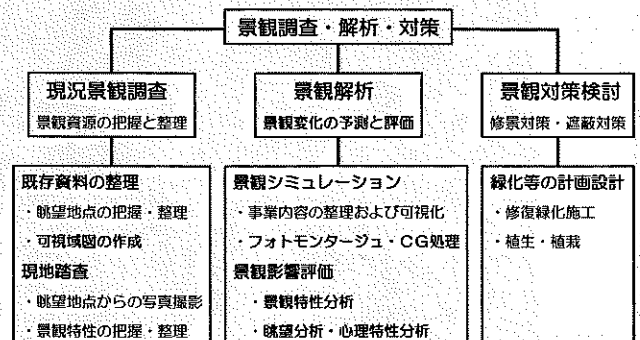 景観調査・解析・対策
現況景観調査
景観資源の把握と整理
景観解析
景観変化の予測と評価
景観対策検討
修景対策・遮蔽対策
既存資料の整理
・眺望地点の把握・整理
・可視域図の作成
現地踏査
・眺望地点からの写真撮影
・景観特性の把握・整理
景観シミュレーション
・事業内容の整理および可視化
・フォトモンタージュ・CG処理
景観影響評価
・景観特性分析
・眺望分析・心理特性分析
緑化等の計画設計
・修復緑化施工
・植生・植栽